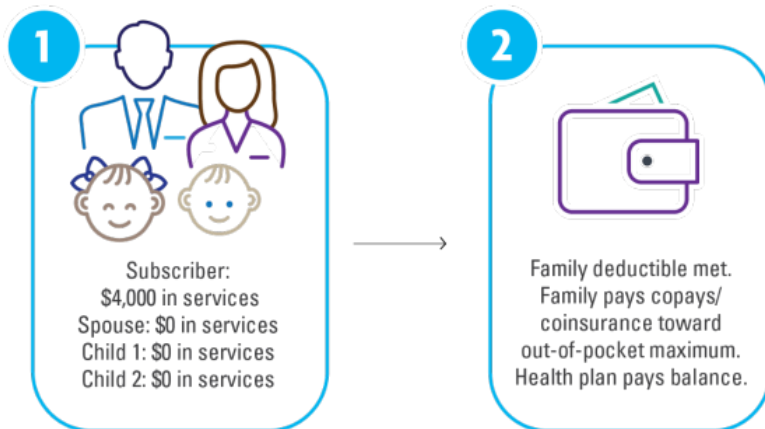 1
Subscriber:
$4,000 in services
Spouse: $0 in services
Child 1: $0 in services
Child 2: $0 in services
2
Family deductible met.
Family pays copays/
coinsurance toward
out-of-pocket maximum.
Health plan pays balance.